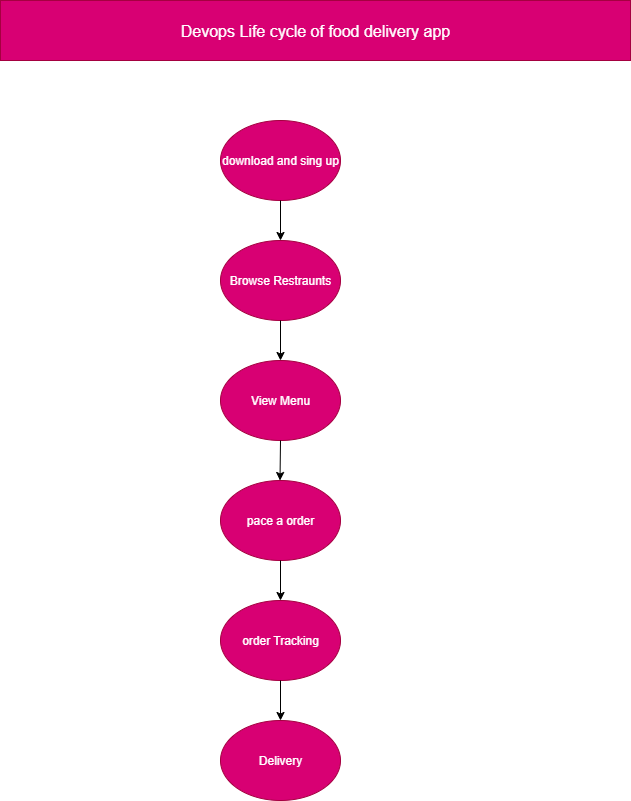 Devops Life cycle of food delivery app
download and sing up
Browse Restraunts
View Menu
pace a order
order Tracking
Delivery